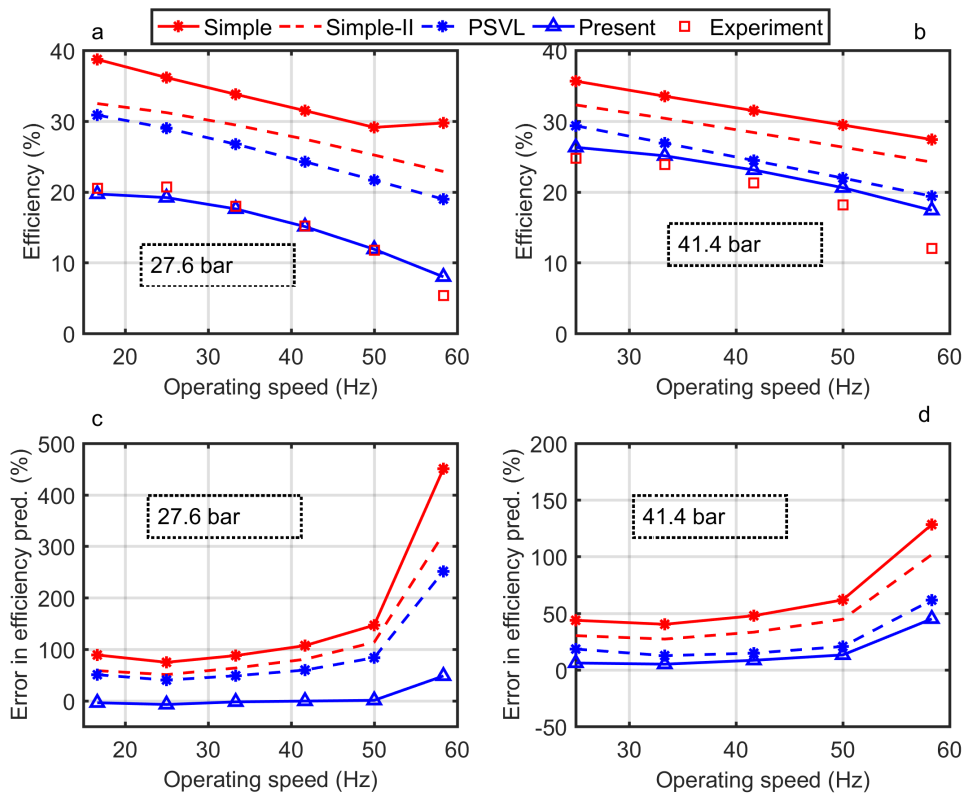 Simple Simple-II PSVL Present Experiment
a
b
40
30
20
10
0
Efficiency (%)
27.6 bar
20 30 40 50 60
Operating speed (Hz)
40
30
20
10
0
Efficiency (%)
41.4 bar
30 40 50 60
Operating speed (Hz)
c
d
500
400
300
200
100
0
Error in efficiency pred. (%)
27.6 bar
20 30 40 50 60
Operating speed (Hz)
200
150
100
50
0
-50
Error in efficiency pred. (%)
41.4 bar
30 40 50 60
Operating speed (Hz)